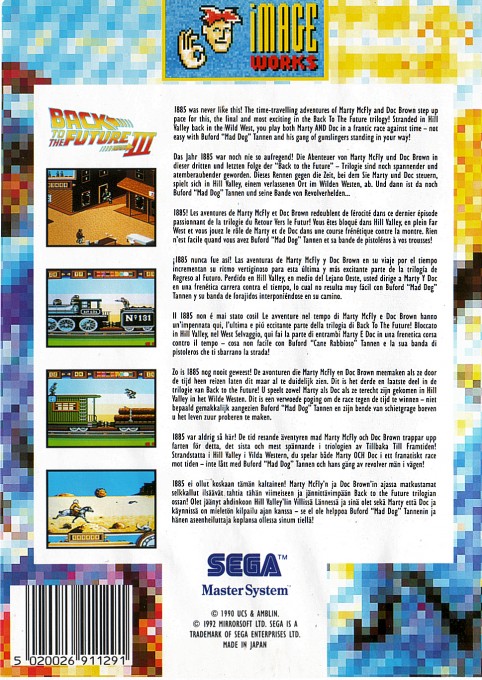 iMAGE
WORKS
BACK
TO THE
FUTURE III
1885 was never like this! The time-travelling adventures of Marty McFly and Doc Brown step up
pace for this, the final and most exciting in the Back To The Future trilogy! Stranded in Hill
Valley back in the Wild West, you play both Marty AND Doc in a frantic race against time – not
easy with Buford "Mad Dog" Tannen and his gang of gunslingers standing in your way!
Das Jahr 1885 war noch nie so aufregend! Die Abenteuer von Marty McFly und Doc Brown in
dieser dritten und letzten Folge der "Back to the Future" – Trilogie sind noch spannender und
atemberaubender geworden. Dieses Rennen gegen die Zeit, bei dem Sie Marty und Doc steuern,
spielt sich in Hill Valley, einem verlassenen Ort im Wilden Westen, ab. Und dann ist da noch
Buford "Mad Dog" Tannen und seine Bande von Revolverhelden...
1885! Les aventures de Marty McFly et Doc Brown redoublent de férocité dans ce dernier épisode
passionnant de la trilogie de Retour Vers le Futur! Vous êtes bloqué dans Hill Valley, en plein Far
West et vous jouez le rôle de Marty et de Doc dans une course frénétique contre la montre. Rien
n'est facile quand vous avez Buford "Mad Dog" Tannen et sa bande de pistoléros à vos trousses!
¡1885 nunca fue así! Las aventuras de Marty McFly y Doc Brown en su viaje por el tiempo
incrementan su ritmo vertiginoso para esta última y más excitante parte de la trilogía de
Regreso al Futuro. Perdido en Hill Valley, en medio del Lejano Oeste, usted dirige a Marty Y Doc
en una frenética carrera contra el tiempo, lo cual no resulta muy fácil con Buford "Mad Dog"
Tannen y su banda de forajidos interponiéndose en su camino.
Il 1885 non é mai stato così! Le avventure nel tempo di Marty McFly e Doc Brown hanno
un'impennata qui, l'ultima e piò eccitante parte della trilogia di Back To The Future! Bloccato
in Hill Valley, nel West Selvaggio, qui fai la parte di entrambi Marty E Doc in una frenetica corsa
contro il tempo – cosa non facile con Buford "Cane Rabbioso" Tannen e la sua banda di
pistoleros che ti sbarrano la strada!
Zo is 1885 nog nooit geweest! De avonturen die Marty McFly en Doc Brown meemaken als ze door
de tijd heen reizen laten dit maar al te duidelijk zien. Dit is het derde en laatste deel in de
trilogie van Back to the Future! U speelt zowel Marty als Doc als ze terecht zijn gekomen in Hill
Valley in het Wilde Westen. Dit is een verwoede poging om de race tegen de tijd te winnen – niet
bepaald gemakkelijk aangezien Buford "Mad Dog" Tannen en zijn bende van schietgrage boeven
u het leven zuur proberen te maken.
1885 var aldrig så här! De tid resande äventyren mad Marty McFly och Doc Brown trappar upp
farten för detta, det sista och mest spännande i triologien av Tillbaka Till Framtiden!
Strandstatta i Hill Valley i Vilda Western, du spelar både Marty OCH Doc i ett franatiskt race
mot tiden – inte lått med Buford "Mad Dog" Tannen och hans gäng av revolver män i vägen!
1885 ei ollut koskaan tämän kaltainen! Marty McFly'n ja Doc Brown'in ajassa markustamat
selkkallut lisäävät tahtia tähän viimeiseen ja jännittävimpään Back to the Future trilogian
ossan! Olet jäänyt ahdinkoon Hill Valley'iin Villissä Lännessä ja sinä olet sekä Marty että Doc ja
käynnissä on mieletön kilpailu ajan kanssa – se ei ole helppoa Buford "Mad Dog" Tannenin ja
hänen aseenheiluttaja koplansa ollessa sinum tiellä!
Nº131
SEGA™
Master System™
© 1990 UCS & AMBLIN.
© 1992 MIRRORSOFT LTD. SEGA IS A
TRADEMARK OF SEGA ENTERPRISES LTD.
MADE IN JAPAN
5 020026 911291